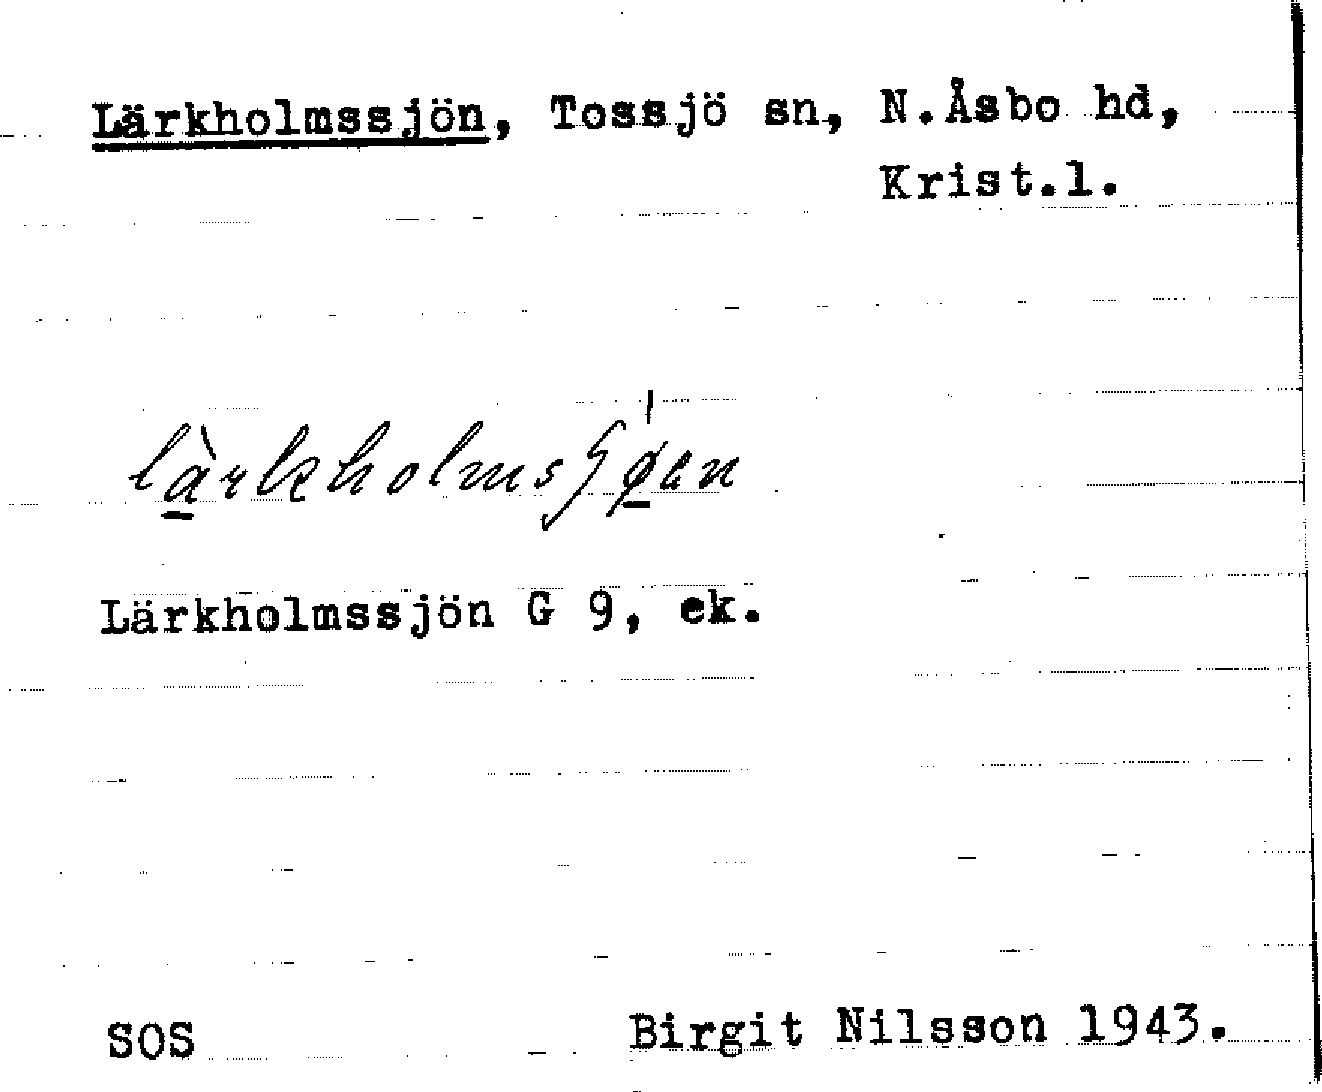 Lärkholmssjön, Tossjö sn, N.Åsbo hd,
Krist.l.
Lärkholmssjön G 9, ek.
SOS Birgit Nilsson 1943.